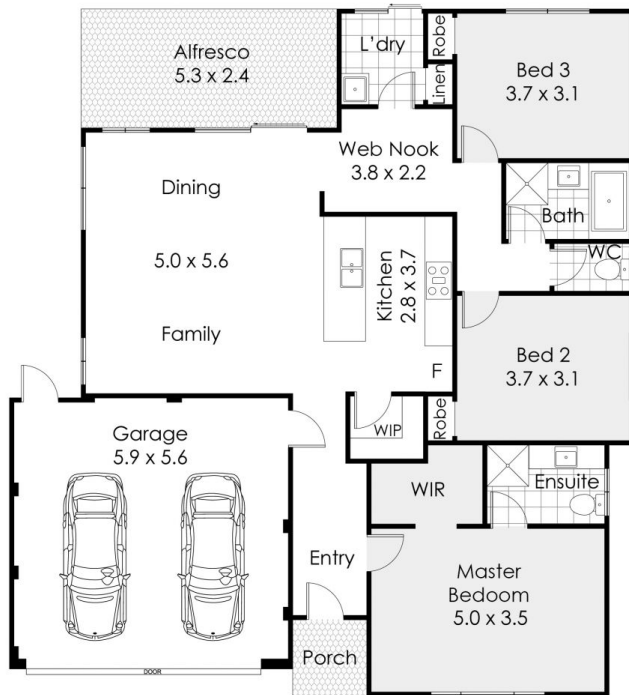 Alfresco
5.3 x 2.4
L'dry
Robe
Linen
Bed 3
3.7 x 3.1
Web Nook
3.8 x 2.2
Dining
5.0 x 5.6
Family
Kitchen
2.8 x 3.7
F
Bath
WC
Bed 2
3.7 x 3.1
Robe
WIP
Garage
5.9 x 5.6
WIR
Ensuite
Entry
Master
Bedoom
5.0 x 3.5
Porch
DOOR